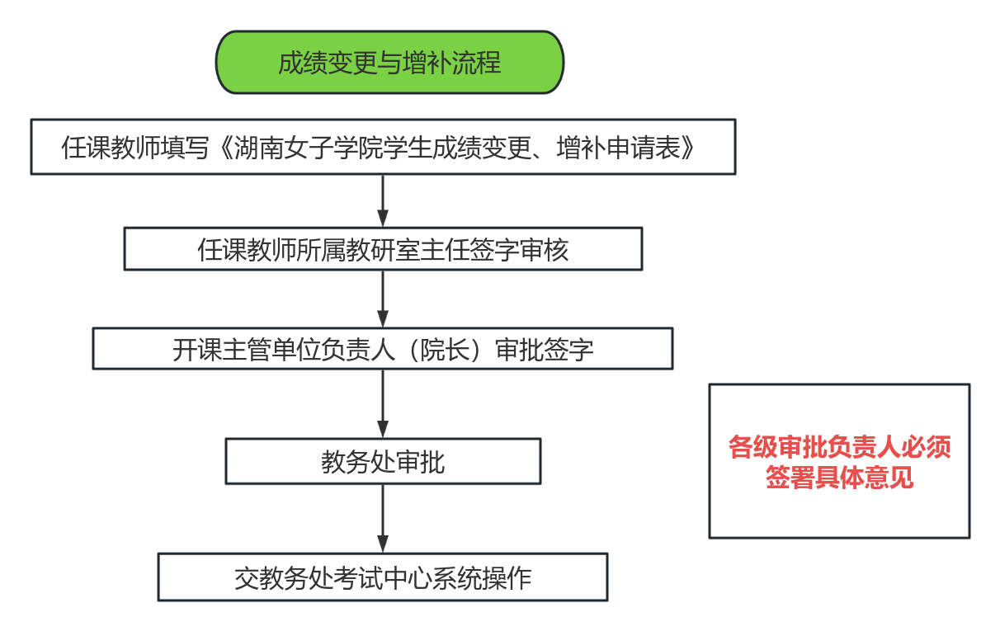 成绩变更与增补流程
任课教师填写《湖南女子学院学生成绩变更、增补申请表》
任课教师所属教研室主任签字审核
开课主管单位负责人（院长）审批签字
教务处审批
交教务处考试中心系统操作
各级审批负责人必须
签署具体意见